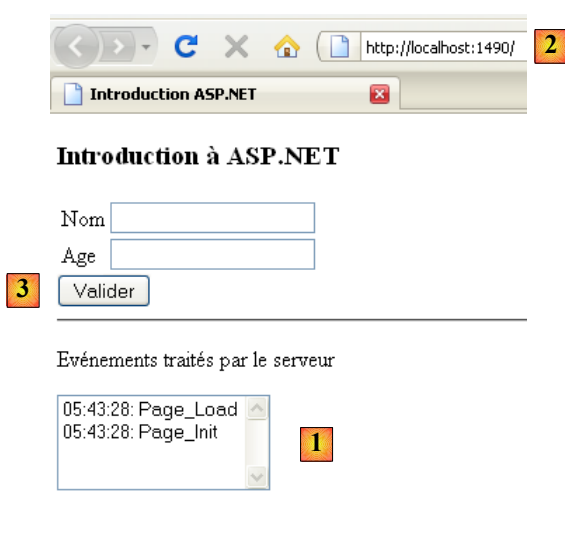 http://localhost:1490/ 2
Introduction ASP.NET
Introduction à ASP.NET
Nom
Age
3 Valider
Evénements traités par le serveur
05:43:28: Page_Load
05:43:28: Page_Init
1